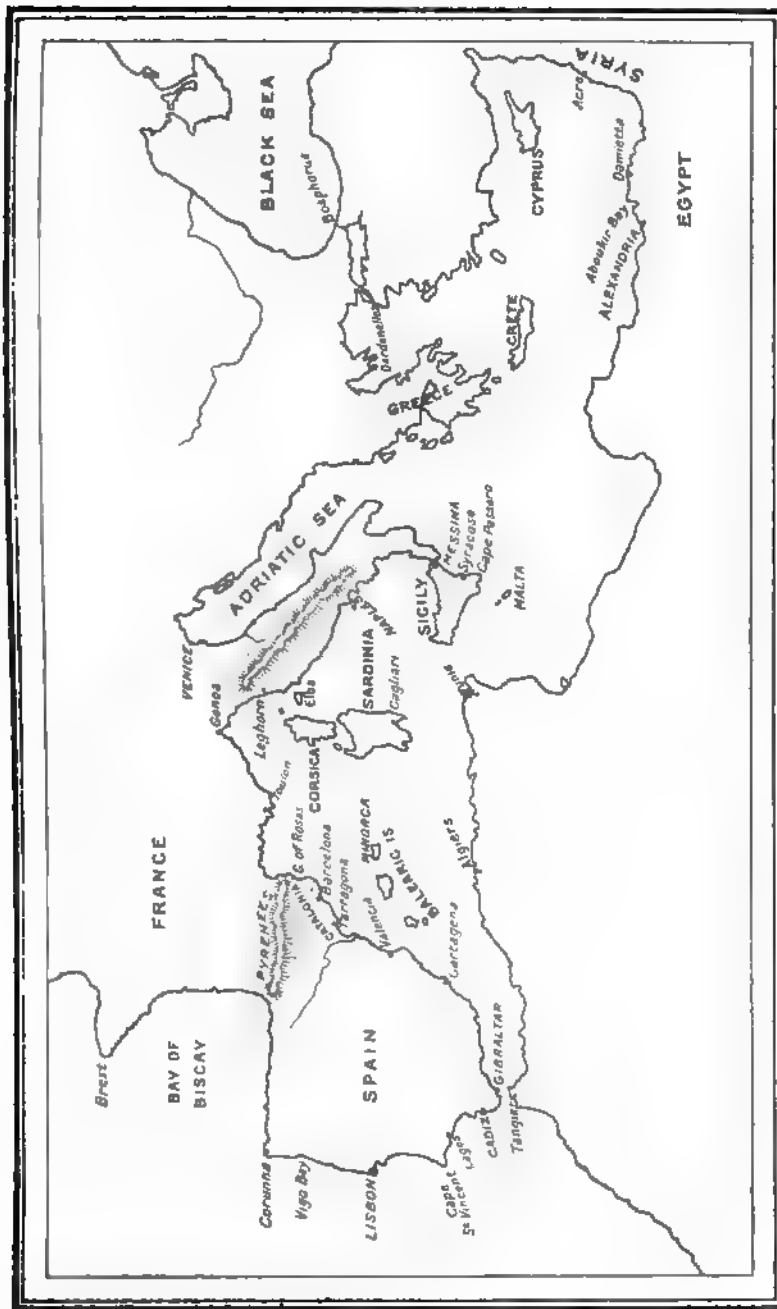 Brest
BAY OF
BISCAY
FRANCE
Corunna
Vigo Bay
LISBON
Cape
St Vincent
Lagos
CADIZ
Tangiers
GIBRALTAR
SPAIN
PYRENEES
CATALONIA
G. OF ROSAS
Barcelona
Tarragona
Valencia
Cartagena
MINORCA
BALEARIC IS
Algiers
Toulon
Genoa
VENICE
Leghorn
Elba
CORSICA
SARDINIA
Cagliari
NAPLES
ADRIATIC SEA
SICILY
MESSINA
Syracuse
Cape Passaro
MALTA
GREECE
Dardanelles
CRETE
BLACK SEA
Bosphorus
CYPRUS
SYRIA
Acre
Damietta
Aboukir Bay
ALEXANDRIA
EGYPT